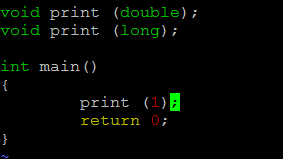 void print (double);
void print (long);

int main()
{
        print (1);
        return 0;
}
~